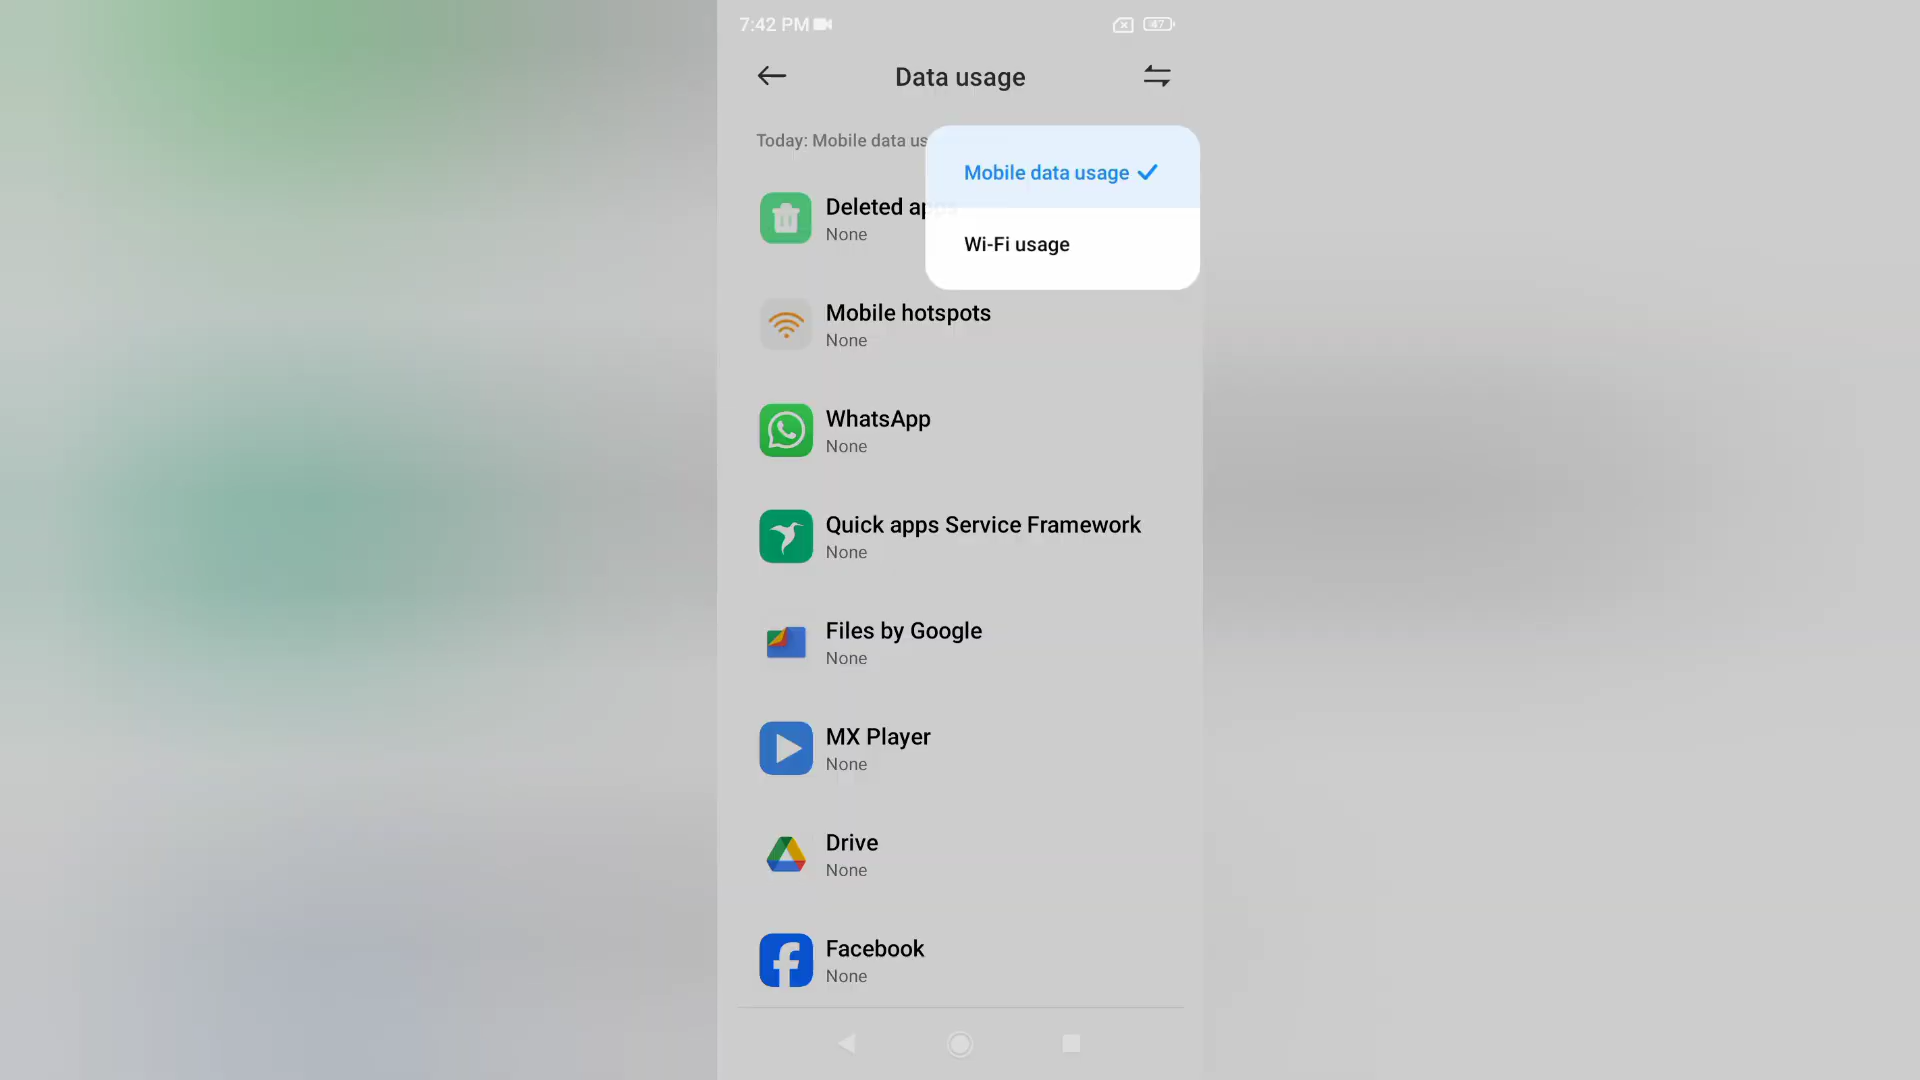 7:42 PM
47
Data usage
Today: Mobile data us
Mobile data usage
Wi-Fi usage
Deleted apps
None
Mobile hotspots
None
WhatsApp
None
Quick apps Service Framework
None
Files by Google
None
MX Player
None
Drive
None
Facebook
None